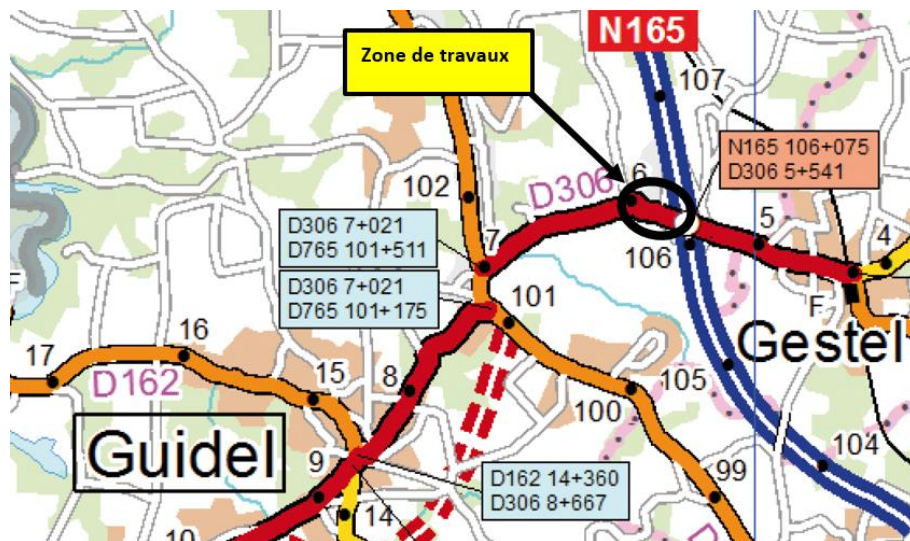 N165
Zone de travaux
107
N165 106+075
D306 5+541
6
D306
102
D306 7+021
D765 101+511
7
5
4
106
D306 7+021
D765 101+175
101
F
Gestel
16
17
D162
15
8
105
100
Guidel
9
D162 14+360
D306 8+667
104
99
14
10